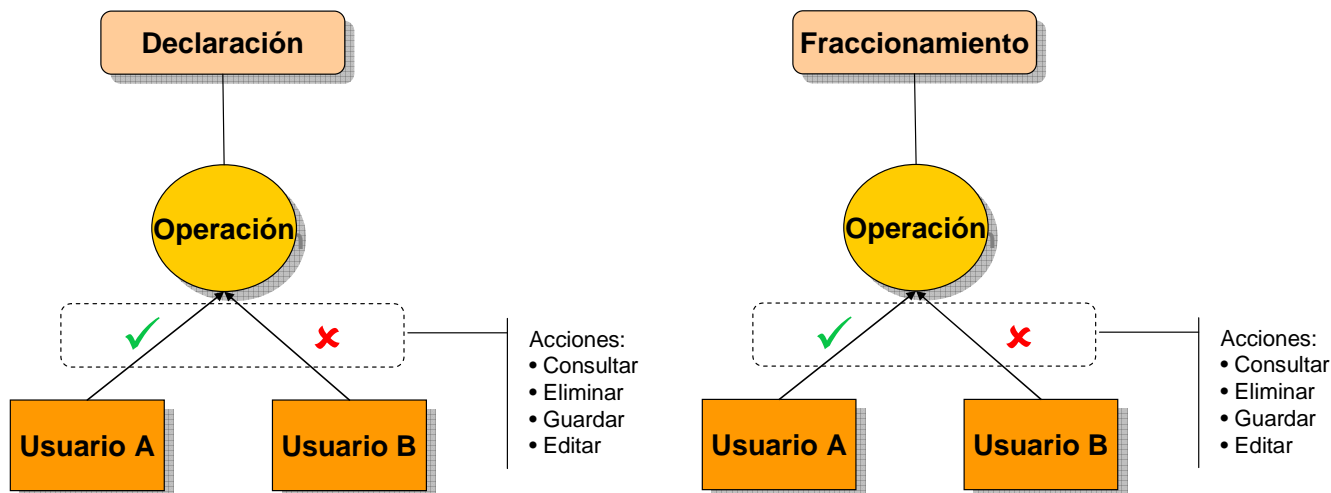 Declaración
Operación
Acciones:
• Consultar
• Eliminar
• Guardar
• Editar
Usuario A
Usuario B
Fraccionamiento
Operación
Acciones:
• Consultar
• Eliminar
• Guardar
• Editar
Usuario A
Usuario B